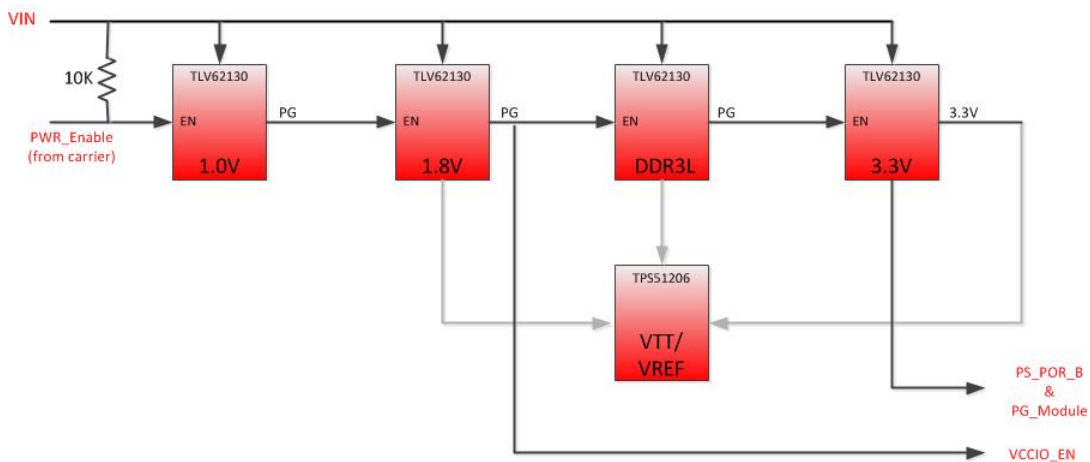 VIN
10K
PWR_Enable
(from carrier)
TLV62130
EN
1.0V
PG
TLV62130
EN
1.8V
PG
TLV62130
EN
DDR3L
PG
TLV62130
EN
3.3V
3.3V
TPS51206
VTT/
VREF
PS_POR_B
&
PG_Module
VCCIO_EN